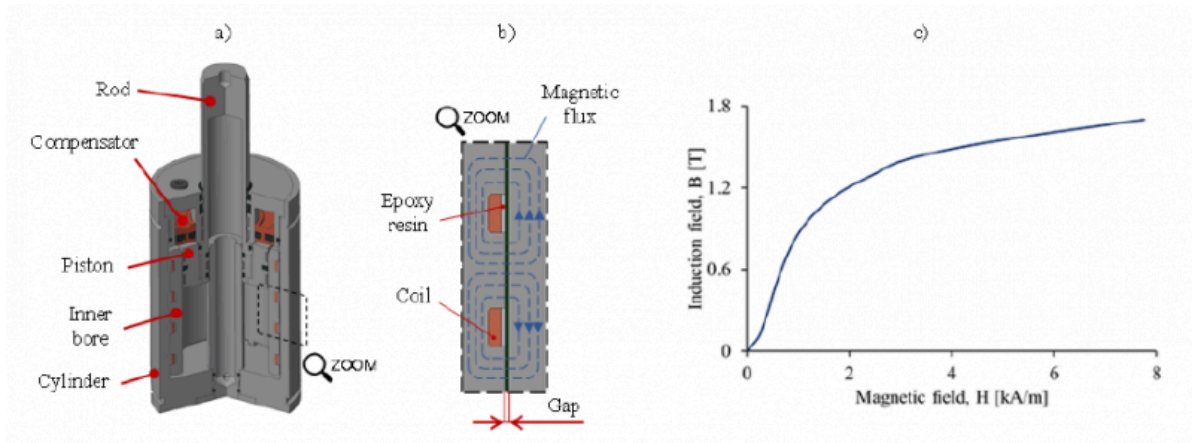 a)
Rod
Compensator
Piston
Inner
bore
Cylinder
ZOOM
b)
ZOOM
Magnetic
flux
Epoxy
resin
Coil
Gap
c)
Induction field, B [T]
1.8
1.2
0.6
0
0
2
4
6
8
Magnetic field, H [kA/m]